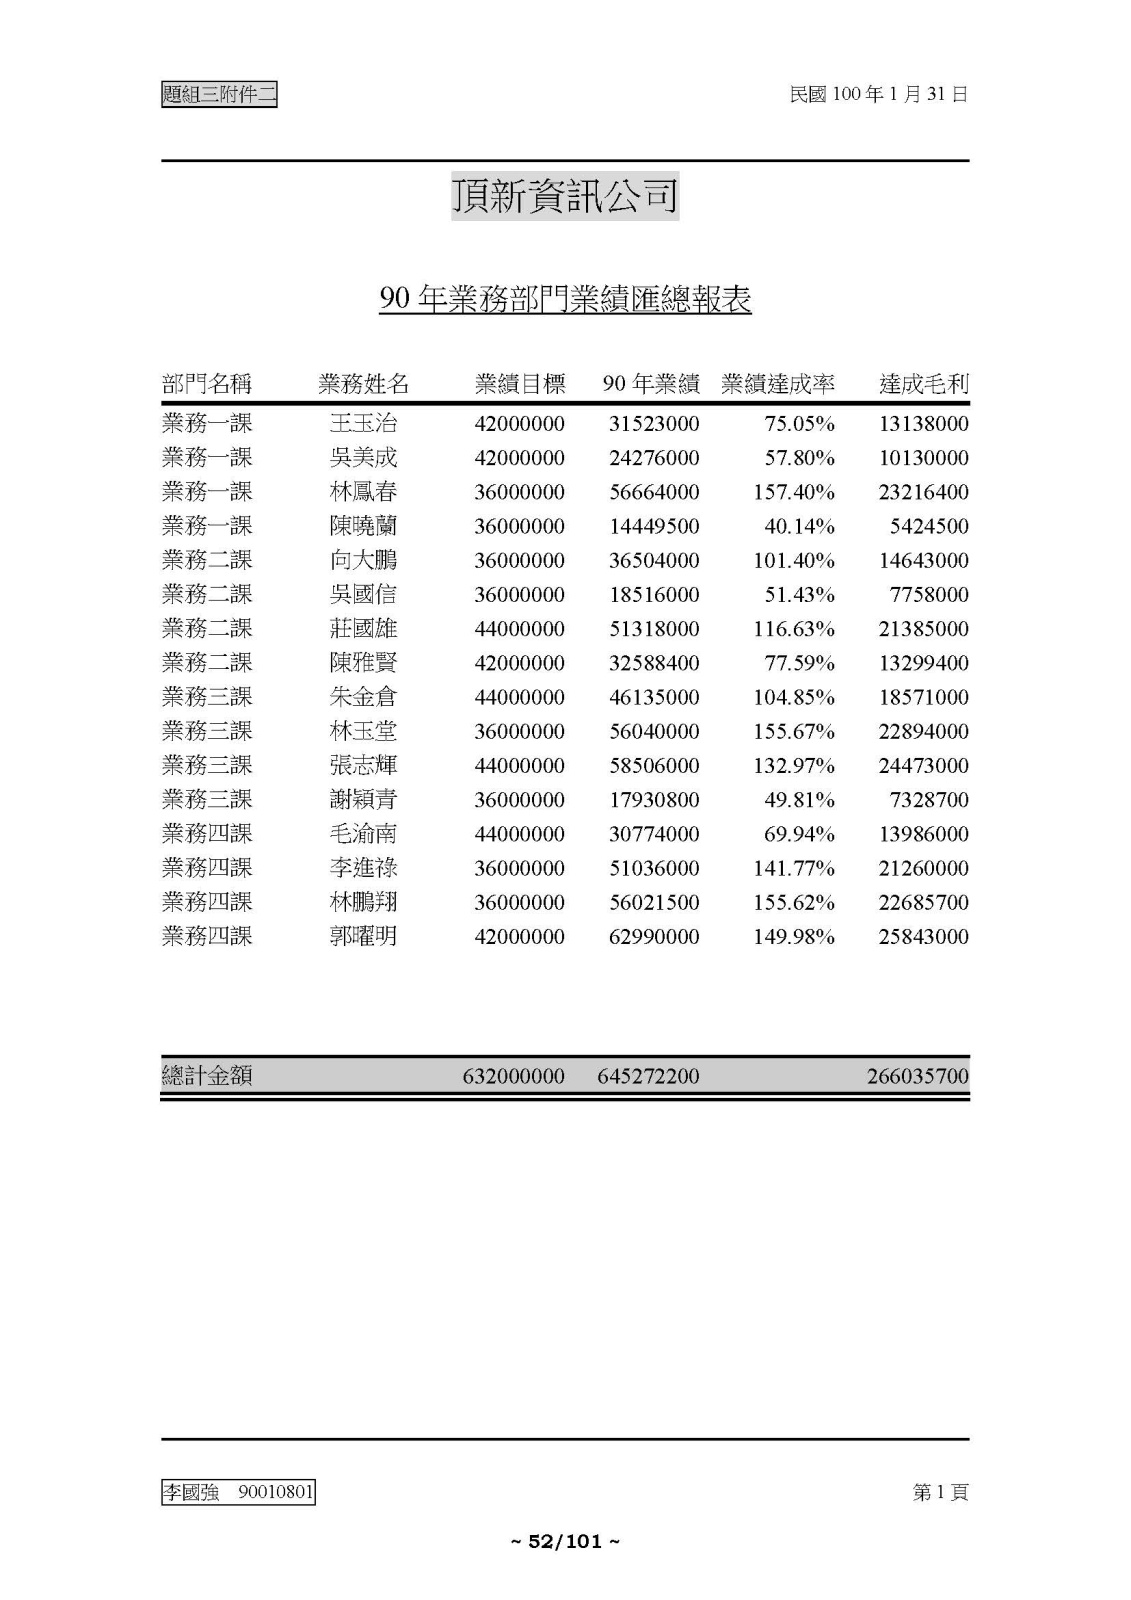 題組三附件二 民國 100 年 1 月 31 日
頂新資訊公司
90 年業務部門業績匯總報表
部門名稱 業務姓名 業績目標 90 年業績 業績達成率 達成毛利
業務一課 王玉治 42000000 31523000 75.05% 13138000
業務一課 吳美成 42000000 24276000 57.80% 10130000
業務一課 林鳳春 36000000 56664000 157.40% 23216400
業務一課 陳曉蘭 36000000 14449500 40.14% 5424500
業務二課 向大鵬 36000000 36504000 101.40% 14643000
業務二課 吳國信 36000000 18516000 51.43% 7758000
業務二課 莊國雄 44000000 51318000 116.63% 21385000
業務二課 陳雅賢 42000000 32588400 77.59% 13299400
業務三課 朱金倉 44000000 46135000 104.85% 18571000
業務三課 林玉堂 36000000 56040000 155.67% 22894000
業務三課 張志輝 44000000 58506000 132.97% 24473000
業務三課 謝穎青 36000000 17930800 49.81% 7328700
業務四課 毛渝南 44000000 30774000 69.94% 13986000
業務四課 李進祿 36000000 51036000 141.77% 21260000
業務四課 林鵬翔 36000000 56021500 155.62% 22685700
業務四課 郭曜明 42000000 62990000 149.98% 25843000
總計金額 632000000 645272200 266035700
李國強 90010801 第 1 頁
~ 52/101 ~